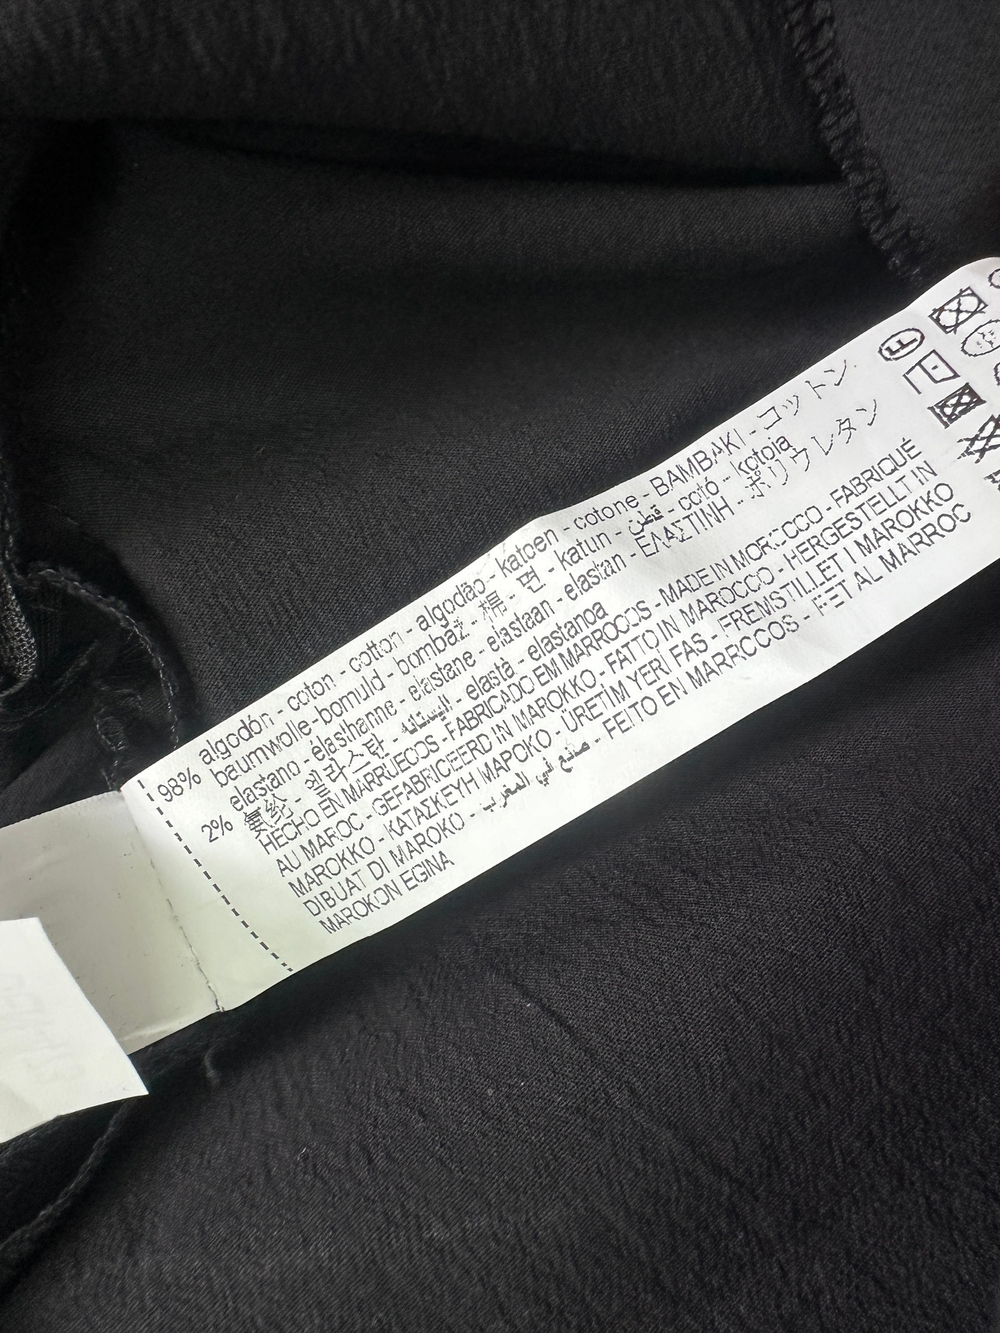 98% algodón - coton - cotton - algodão - katoen - cotone - BAMBAKI - コットン
baumwolle-bomuld - bombaž - 棉 - 면 - katun - قطن - cotó - kotoia
2% elastano - elasthanne - elastane - elastaan - elastan - ΕΛΑΣΤΙΝΗ - ポリウレタン
氨纶 - 엘라스탄 - - elastà - elastanoa
HECHO EN MARRUECOS - FABRICADO EM MARROCOS - MADE IN MOROCCO - FABRIQUÉ
AU MAROC - GEFABRICEERD IN MAROKKO - FATTO IN MAROCCO - HERGESTELLT IN
MAROKKO - ΚΑΤΑΣΚΕΥΗ ΜΑΡΟΚΟ - ÜRETİM YERİ FAS - FREMSTILLET I MAROKKO
DIBUAT DI MAROKO - صانع في المغرب - FEITO EN MARROCOS - FET AL MARROC
MAROKON EGINA